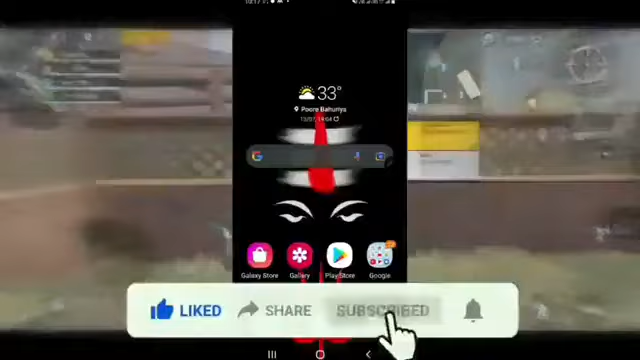 33°
Poore Bahuriya
Galaxy Store
Gallery
Play Store
Google
LIKED
SHARE
SUBSCRIBED